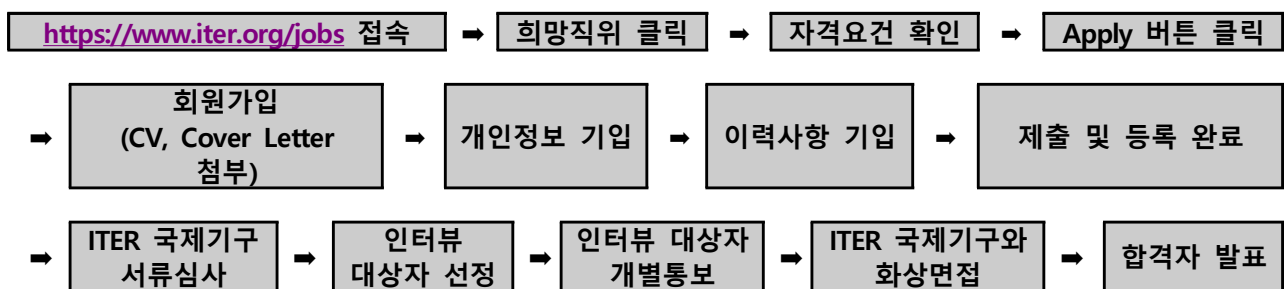 https://www.iter.org/jobs 접속 ➡ 희망직위 클릭 ➡ 자격요건 확인 ➡ Apply 버튼 클릭
➡ 회원가입
(CV, Cover Letter
첨부) ➡ 개인정보 기입 ➡ 이력사항 기입 ➡ 제출 및 등록 완료
➡ ITER 국제기구
서류심사 ➡ 인터뷰
대상자 선정 ➡ 인터뷰 대상자
개별통보 ➡ ITER 국제기구와
화상면접 ➡ 합격자 발표